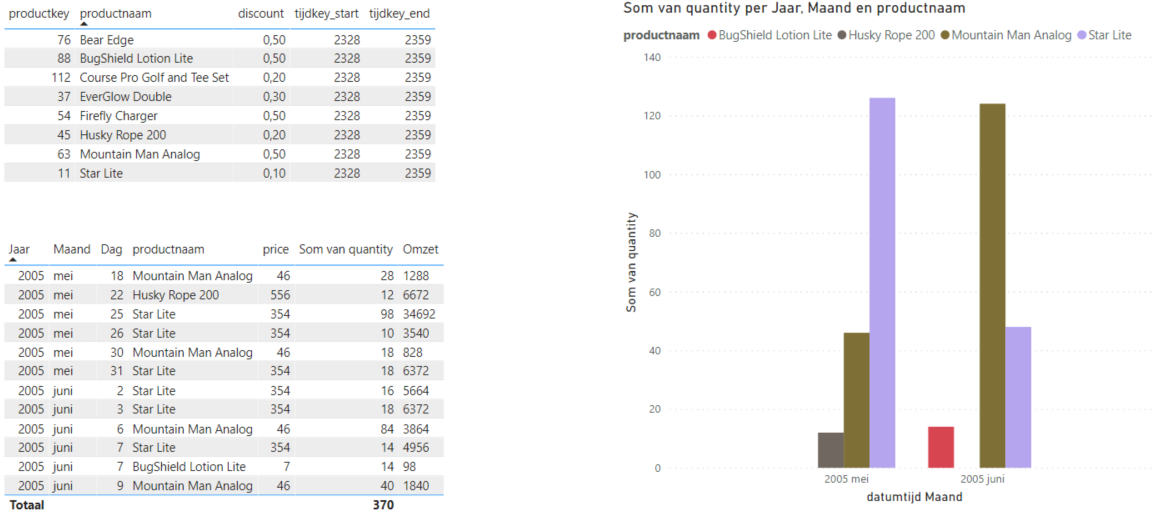 productkey productnaam discount tijdkey_start tijdkey_end
76 Bear Edge 0,50 2328 2359
88 BugShield Lotion Lite 0,50 2328 2359
112 Course Pro Golf and Tee Set 0,20 2328 2359
37 EverGlow Double 0,30 2328 2359
54 Firefly Charger 0,50 2328 2359
45 Husky Rope 200 0,20 2328 2359
63 Mountain Man Analog 0,50 2328 2359
11 Star Lite 0,10 2328 2359
Jaar Maand Dag productnaam price Som van quantity Omzet
2005 mei 18 Mountain Man Analog 46 28 1288
2005 mei 22 Husky Rope 200 556 12 6672
2005 mei 25 Star Lite 354 98 34692
2005 mei 26 Star Lite 354 10 3540
2005 mei 30 Mountain Man Analog 46 18 828
2005 mei 31 Star Lite 354 18 6372
2005 juni 2 Star Lite 354 16 5664
2005 juni 3 Star Lite 354 18 6372
2005 juni 6 Mountain Man Analog 46 84 3864
2005 juni 7 Star Lite 354 14 4956
2005 juni 7 BugShield Lotion Lite 7 14 98
2005 juni 9 Mountain Man Analog 46 40 1840
Totaal 370
Som van quantity per Jaar, Maand en productnaam
productnaam BugShield Lotion Lite Husky Rope 200 Mountain Man Analog Star Lite
140
120
100
80
60
40
20
0
Som van quantity
2005 mei 2005 juni
datumtijd Maand